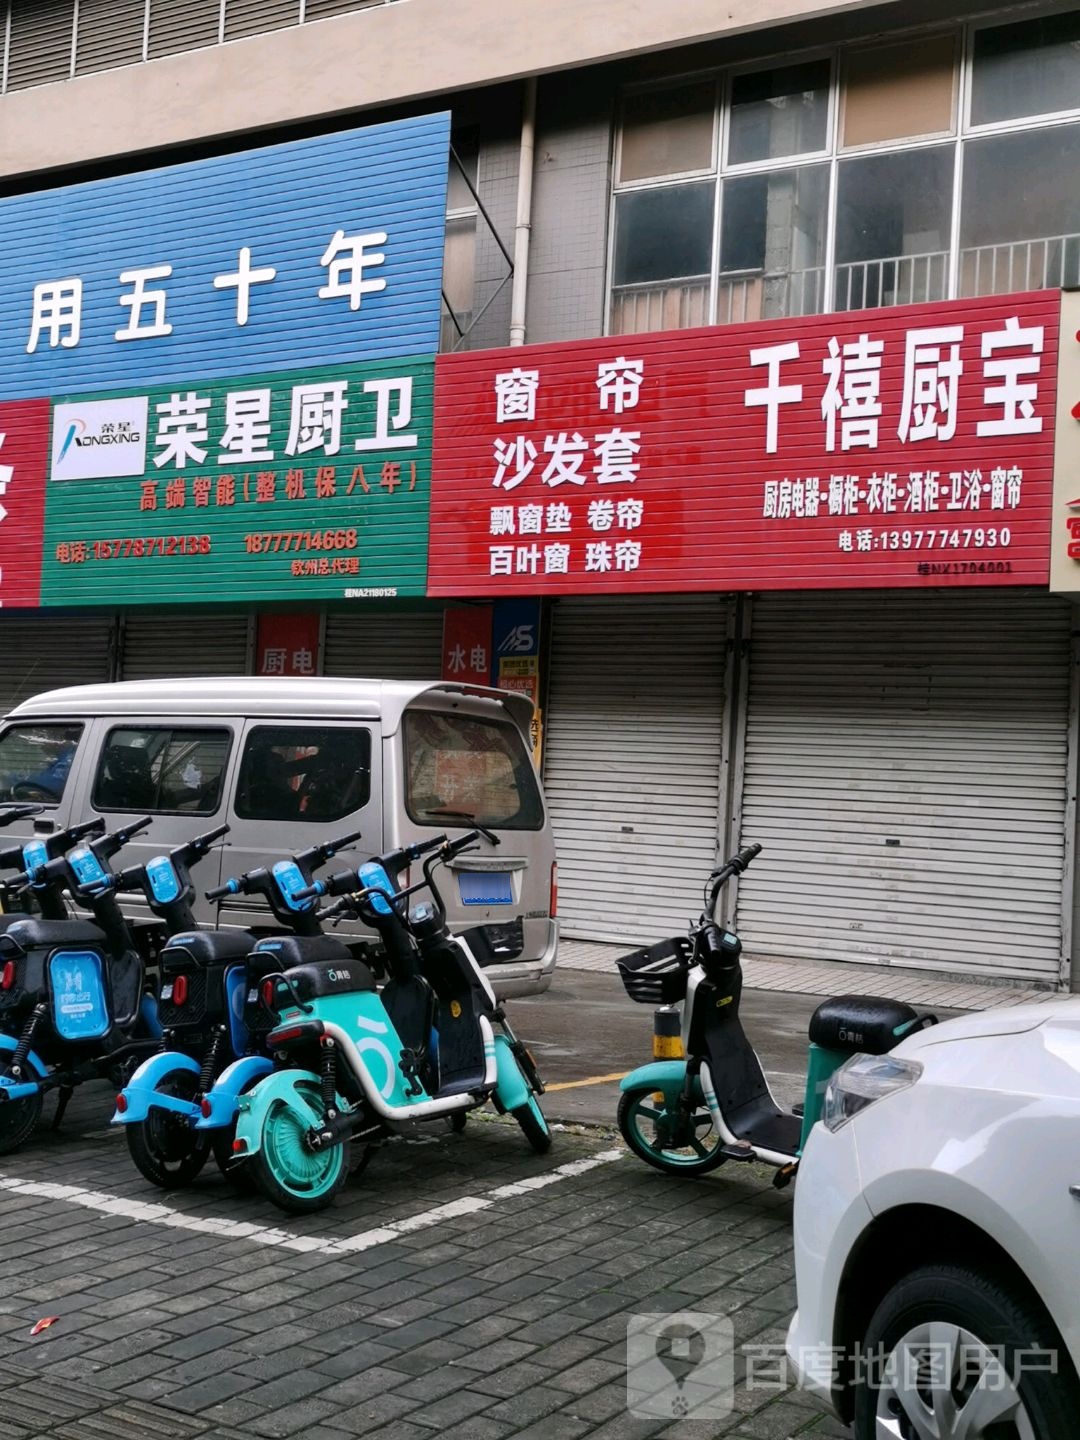 用五十年
荣星
RONGXING
荣星厨卫
高端智能(整机保八年)
电话:15778712138 18777714668
钦州总代理
桂NA21180125
窗帘
沙发套
飘窗垫 卷帘
百叶窗 珠帘
千禧厨宝
厨房电器·橱柜·衣柜·酒柜·卫浴·窗帘
电话:13977747930
桂NX1704001
厨电
水电
青桔
青桔
百度地图用户